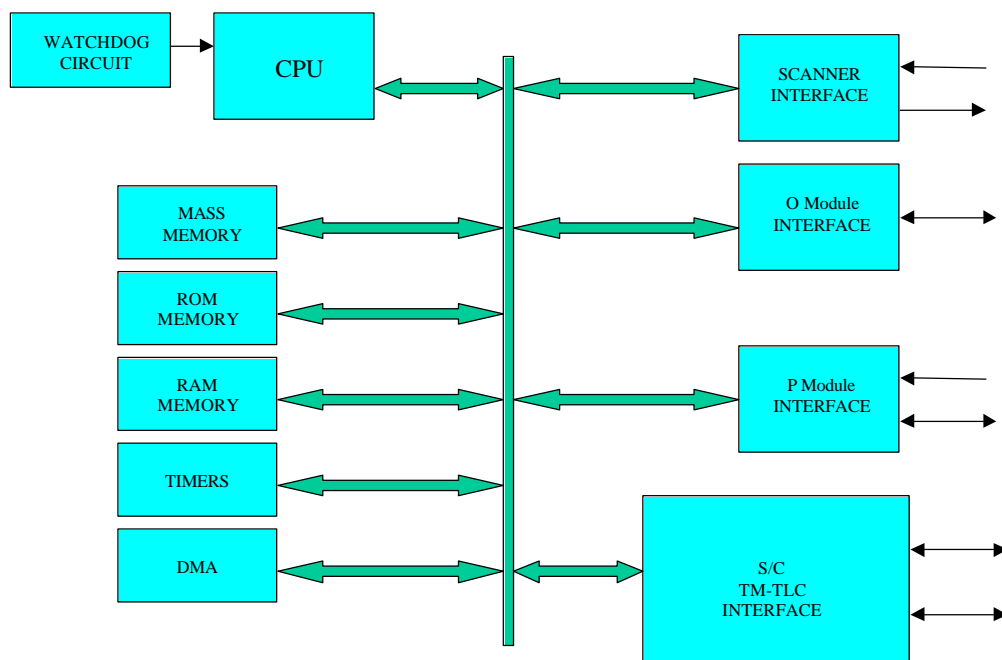 WATCHDOG
CIRCUIT
CPU
SCANNER
INTERFACE
O Module
INTERFACE
MASS
MEMORY
ROM
MEMORY
RAM
MEMORY
P Module
INTERFACE
TIMERS
DMA
S/C
TM-TLC
INTERFACE